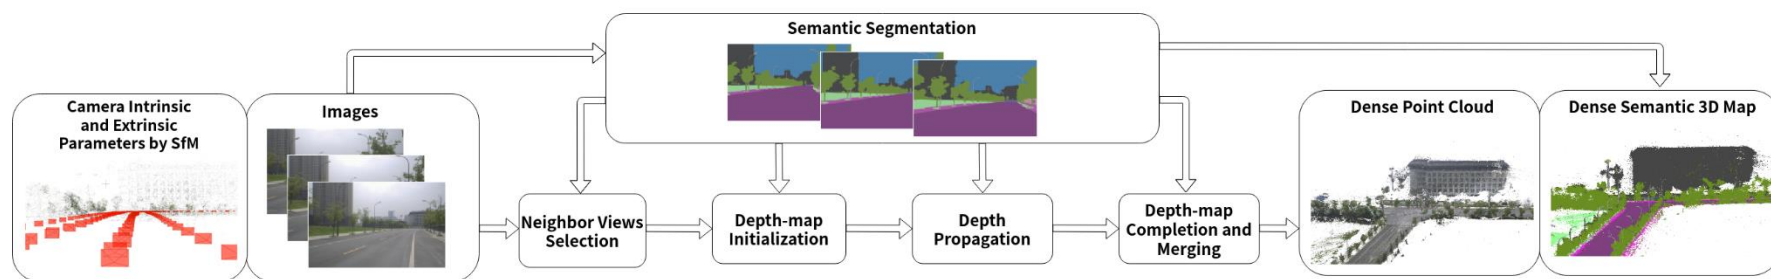 Semantic Segmentation
Camera Intrinsic
and Extrinsic
Parameters by SfM
Images
Neighbor Views
Selection
Depth-map
Initialization
Depth
Propagation
Depth-map
Completion and
Merging
Dense Point Cloud
Dense Semantic 3D Map